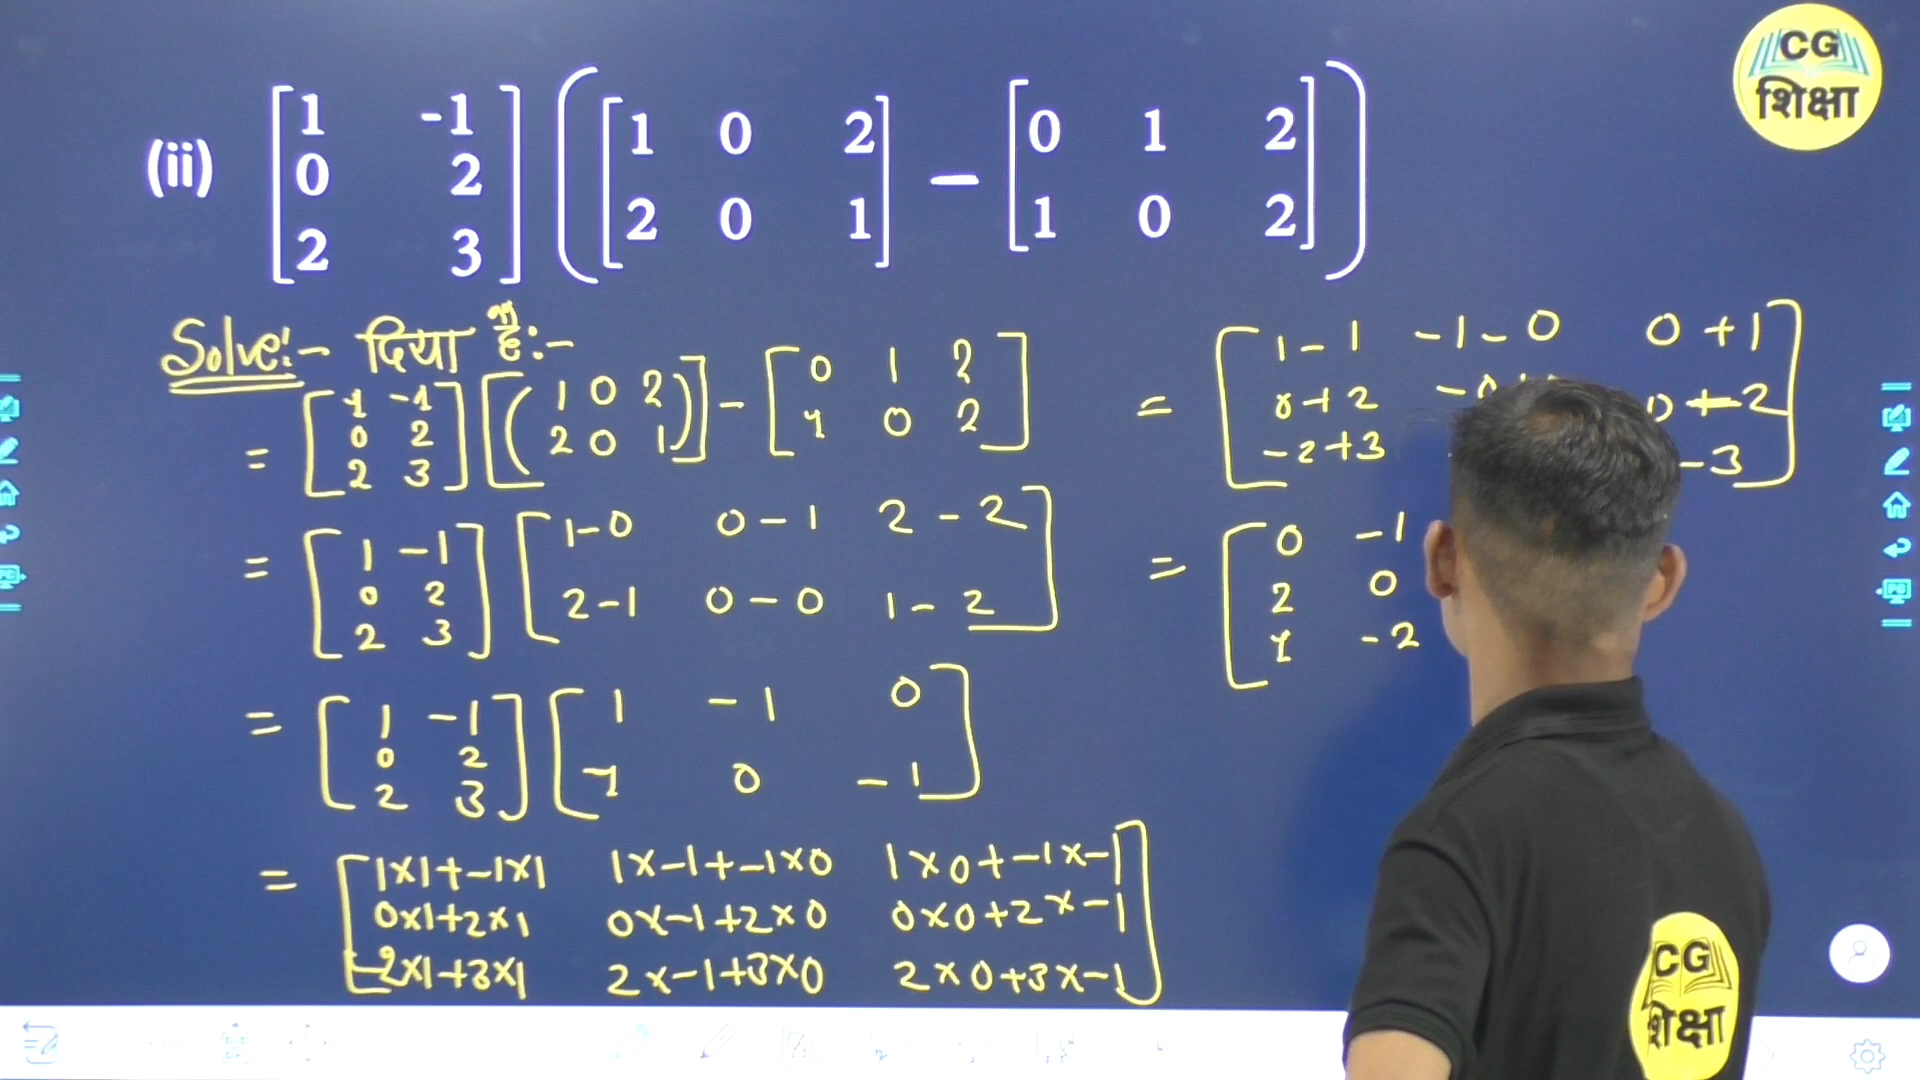 CG
शिक्षा
(ii) [1 -1 0 2 2 3] ([1 0 2 2 0 1] − [0 1 2 1 0 2])
Solve:- दिया है:-
= [1 -1 0 2 2 3] [(1 0 2 2 0 1)] - [0 1 2 1 0 2]
= [1 -1 0 2 2 3] [1-0 0-1 2-2 2-1 0-0 1-2]
= [1 -1 0 2 2 3] [1 -1 0 1 0 -1]
= [1×1+-1×1 1×-1+-1×0 1×0+-1×-1
0×1+2×1 0×-1+2×0 0×0+2×-1
2×1+3×1 2×-1+3×0 2×0+3×-1]
= [1-1 -1-0 0+1
0+2 0+-2
-2+3 -3]
= [0 -1
2 0
1 -2
CG
शिक्षा